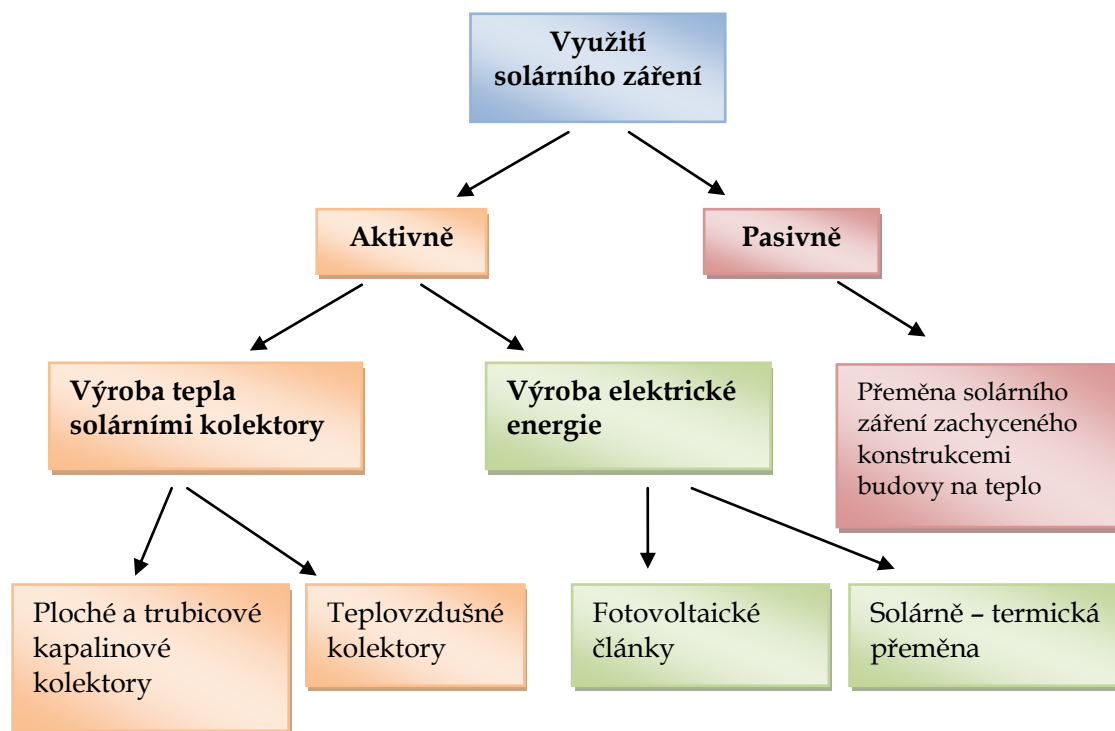 Využití
solárního záření
Aktivně
Pasivně
Výroba tepla
solárními kolektory
Výroba elektrické
energie
Přeměna solárního
záření zachyceného
konstrukcemi
budovy na teplo
Ploché a trubicové
kapalinové
kolektory
Teplovzdušné
kolektory
Fotovoltaické
články
Solárně – termická
přeměna